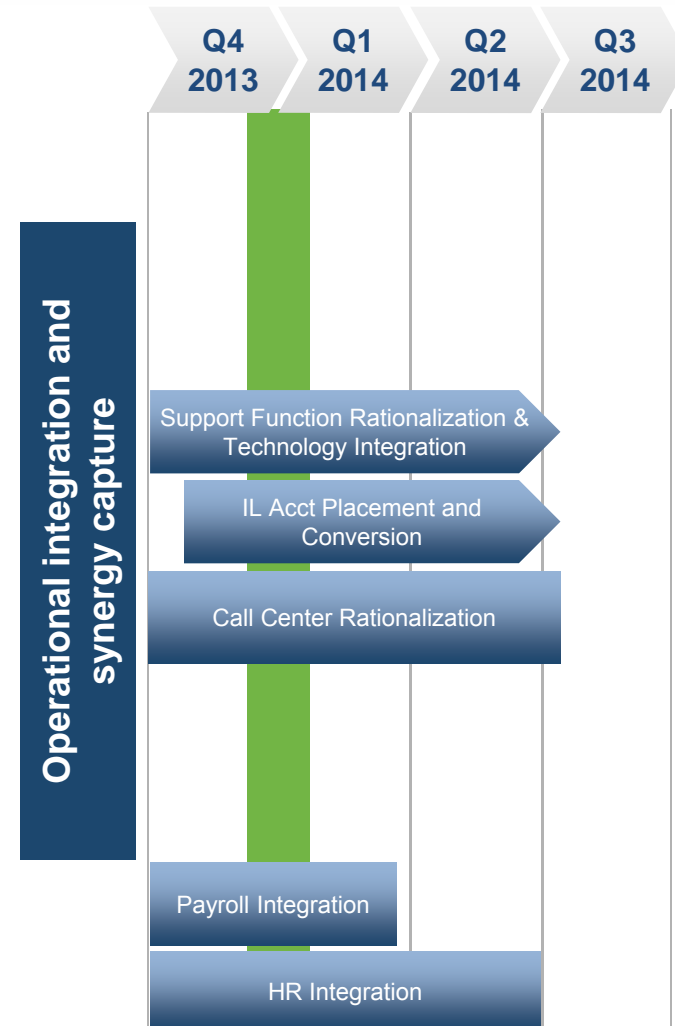 Q4
2013
Q1
2014
Q2
2014
Q3
2014
Operational integration and
synergy capture
Support Function Rationalization &
Technology Integration
IL Acct Placement and
Conversion
Call Center Rationalization
Payroll Integration
HR Integration